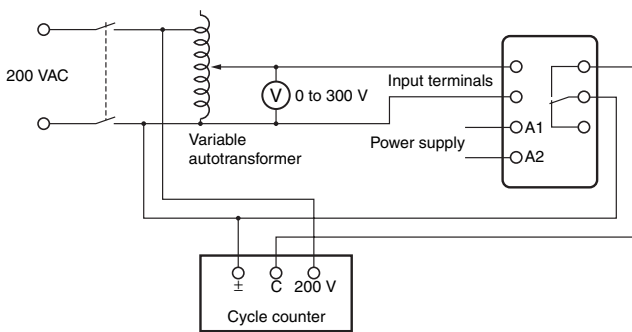 200 VAC
V
0 to 300 V
Variable
autotransformer
Input terminals
Power supply
A1
A2
± C 200 V
Cycle counter